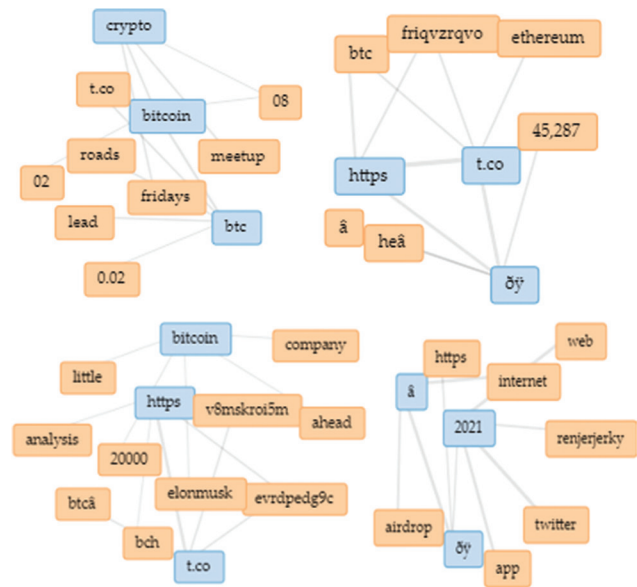 crypto
t.co
08
bitcoin
roads
meetup
02
fridays
lead
btc
0.02
friqvzrqvo
ethereum
btc
45,287
https
t.co
â
heâ
ðÿ
bitcoin
company
little
https
v8mskroi5m
ahead
analysis
20000
elonmusk
evrdpedg9c
btcâ
bch
t.co
web
https
internet
â
2021
renjerjerky
airdrop
twitter
ðÿ
app